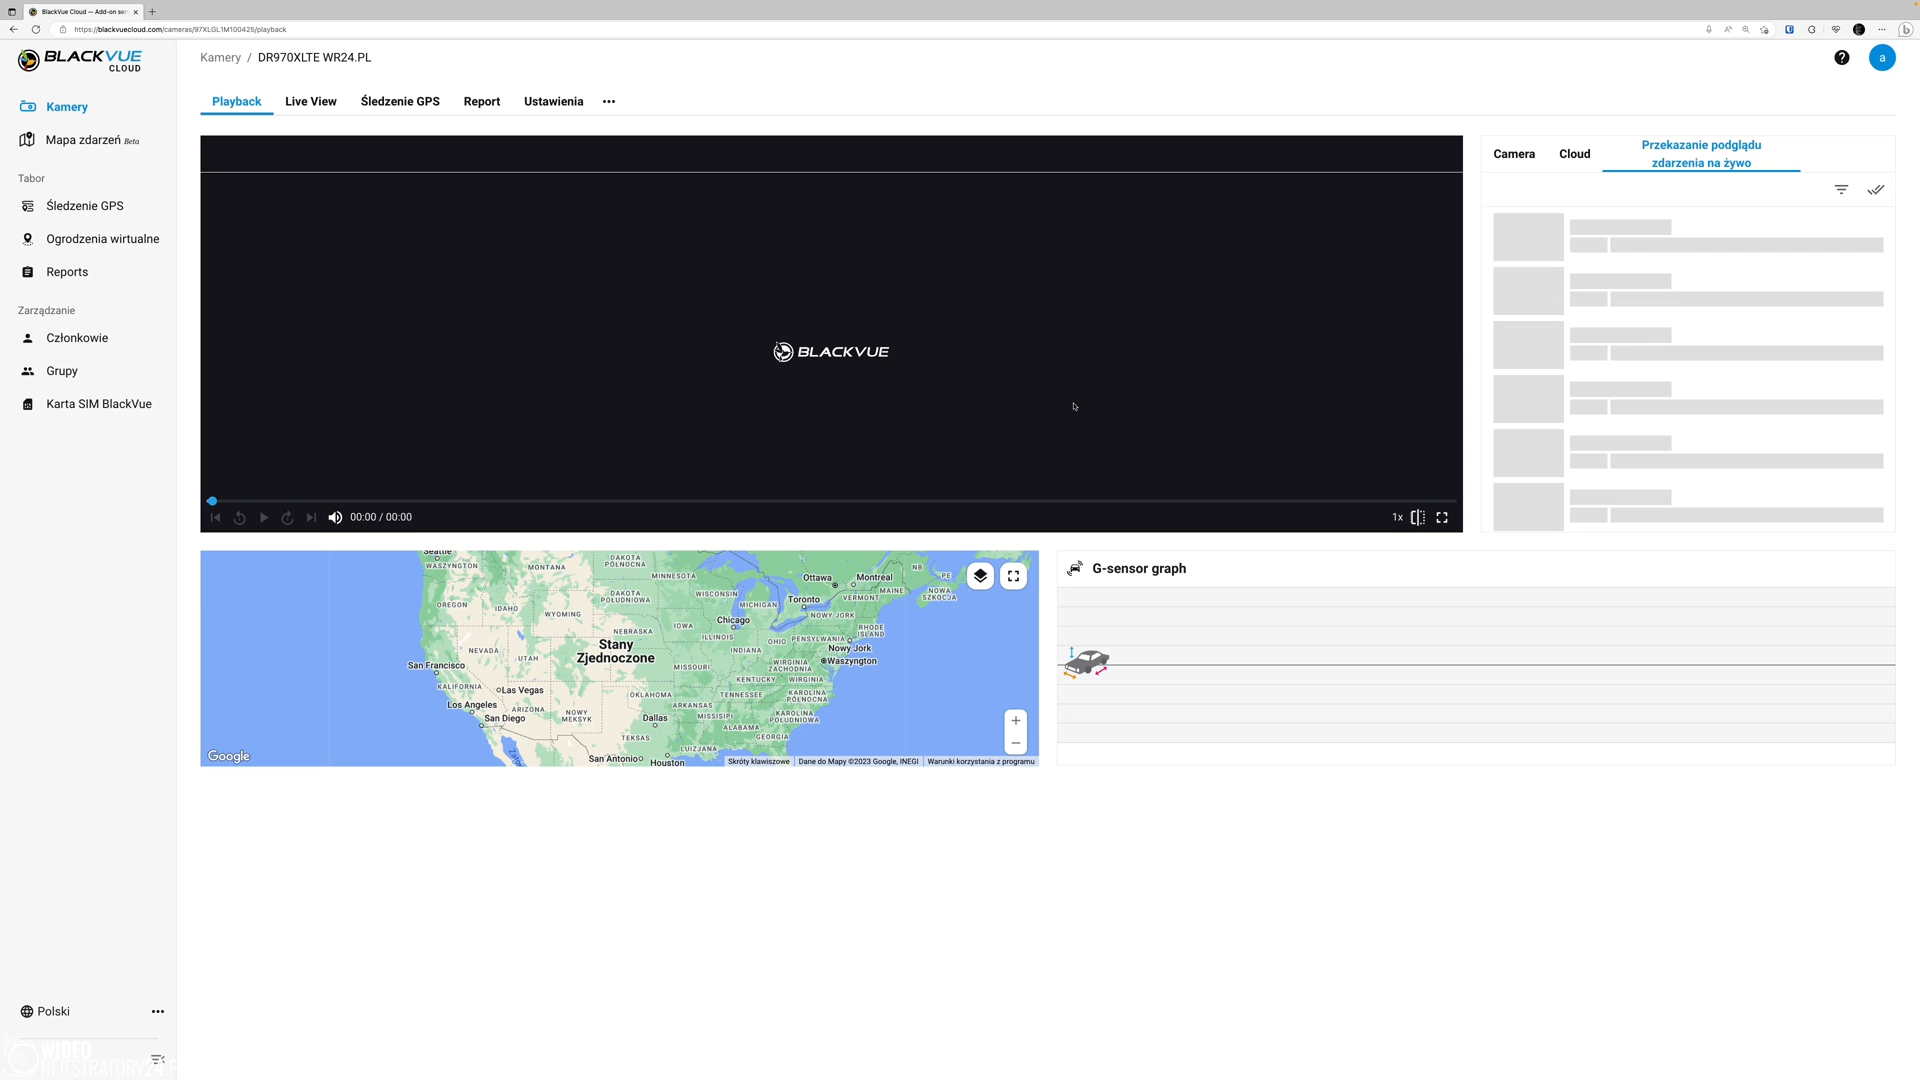 BlackVue Cloud — Add-on ser
https://blackvuecloud.com/cameras/97XLGL1M100425/playback
BLACKVUE
CLOUD
Kamery / DR970XLTE WR24.PL
a
Kamery
Mapa zdarzeń Beta
Tabor
Śledzenie GPS
Ogrodzenia wirtualne
Reports
Zarządzanie
Członkowie
Grupy
Karta SIM BlackVue
Polski
WIDEO
REJESTRATORY24.P
Playback
Live View
Śledzenie GPS
Report
Ustawienia
BLACKVUE
00:00 / 00:00
1x
Camera
Cloud
Przekazanie podglądu
zdarzenia na żywo
Seattle
WASZYNGTON
MONTANA
DAKOTA
PÓŁNOCNA
MINNESOTA
Ottawa
Montreal
NB
PE
NOWA
SZKOCJA
MAINE
OREGON
IDAHO
WYOMING
DAKOTA
POŁUDNIOWA
WISCONSIN
MICHIGAN
Toronto
VERMONT
NOWY JORK
Chicago
NEBRASKA
IOWA
ILLINOIS
INDIANA
OHIO
PENSYLWANIA
RHODE
ISLAND
Nowy Jork
Waszyngton
Stany
Zjednoczone
NEVADA
UTAH
San Francisco
KALIFORNIA
Las Vegas
MISSOURI
WIRGINIA
ZACHODNIA
KENTUCKY
WIRGINIA
Los Angeles
ARIZONA
San Diego
NOWY
MEKSYK
OKLAHOMA
ARKANSAS
TENNESSEE
KAROLINA
PÓŁNOCNA
Dallas
MISSISIPI
KAROLINA
POŁUDNIOWA
ALABAMA
GEORGIA
TEKSAS
LUIZJANA
San Antonio
Houston
Google
Skróty klawiszowe
Dane do Mapy ©2023 Google, INEGI
Warunki korzystania z programu
G-sensor graph